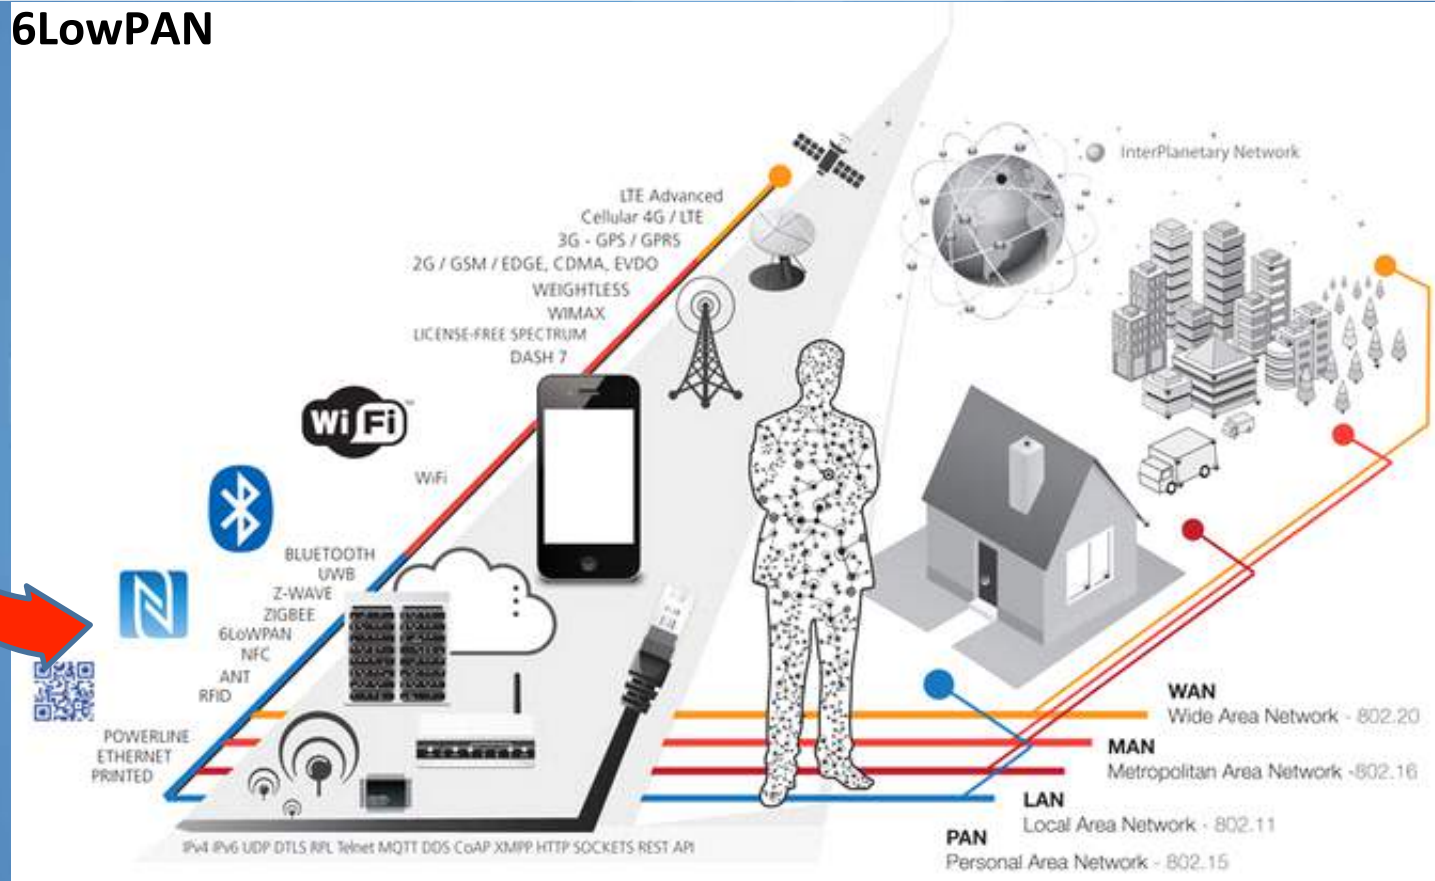 6LowPAN
InterPlanetary Network
LTE Advanced
Cellular 4G / LTE
3G - GPS / GPRS
2G / GSM / EDGE, CDMA, EVDO
WEIGHTLESS
WIMAX
LICENSE-FREE SPECTRUM
DASH 7
WiFi
WiFi
BLUETOOTH
UWB
Z-WAVE
ZIGBEE
6LoWPAN
NFC
ANT
RFID
POWERLINE
ETHERNET
PRINTED
WAN
Wide Area Network - 802.20
MAN
Metropolitan Area Network -802.16
LAN
Local Area Network - 802.11
PAN
Personal Area Network - 802.15
IPv4 IPv6 UDP DTLS RPL Telnet MQTT DDS CoAP XMPP HTTP SOCKETS REST API